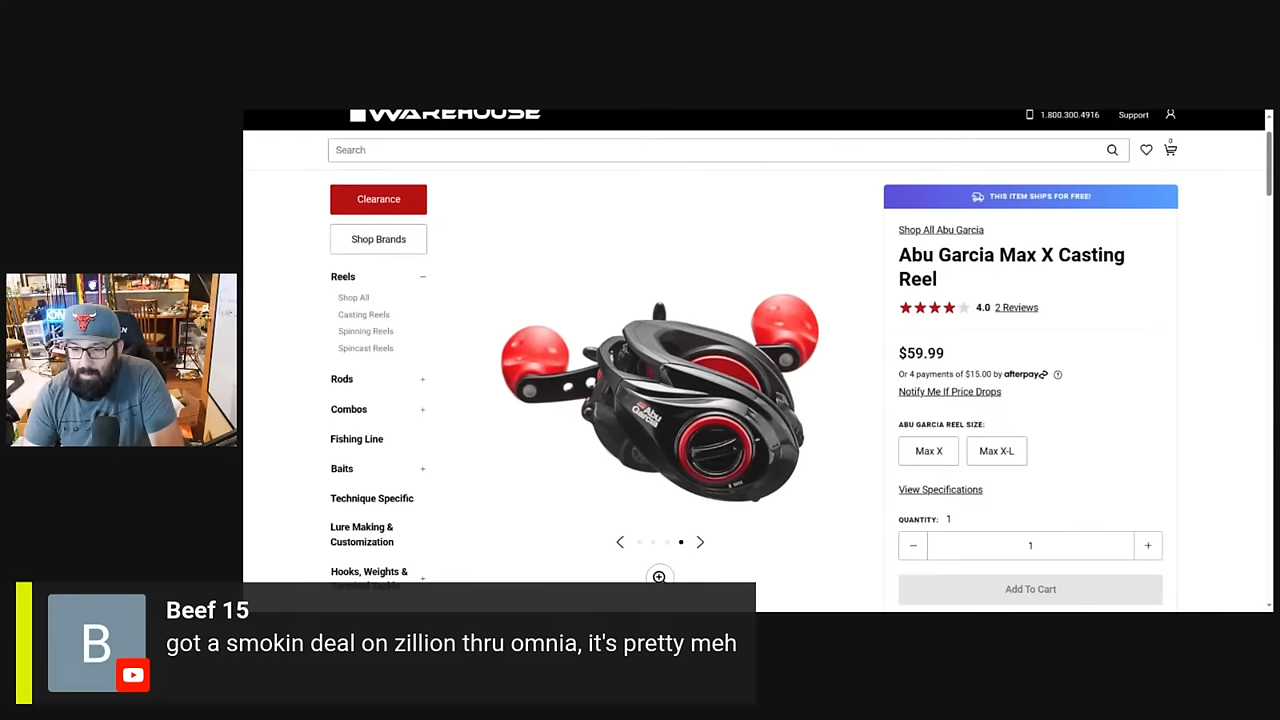 WAREHOUSE
1.800.300.4916
Support
Search
0
Clearance
Shop Brands
Reels
Shop All
Casting Reels
Spinning Reels
Spincast Reels
Rods
Combos
Fishing Line
Baits
Technique Specific
Lure Making &
Customization
Hooks, Weights &
Abu
Garcia
THIS ITEM SHIPS FOR FREE!
Shop All Abu Garcia
Abu Garcia Max X Casting
Reel
4.0 2 Reviews
$59.99
Or 4 payments of $15.00 by afterpay
Notify Me If Price Drops
ABU GARCIA REEL SIZE:
Max X
Max X-L
View Specifications
QUANTITY: 1
− 1 +
Add To Cart
B
Beef 15
got a smokin deal on zillion thru omnia, it's pretty meh